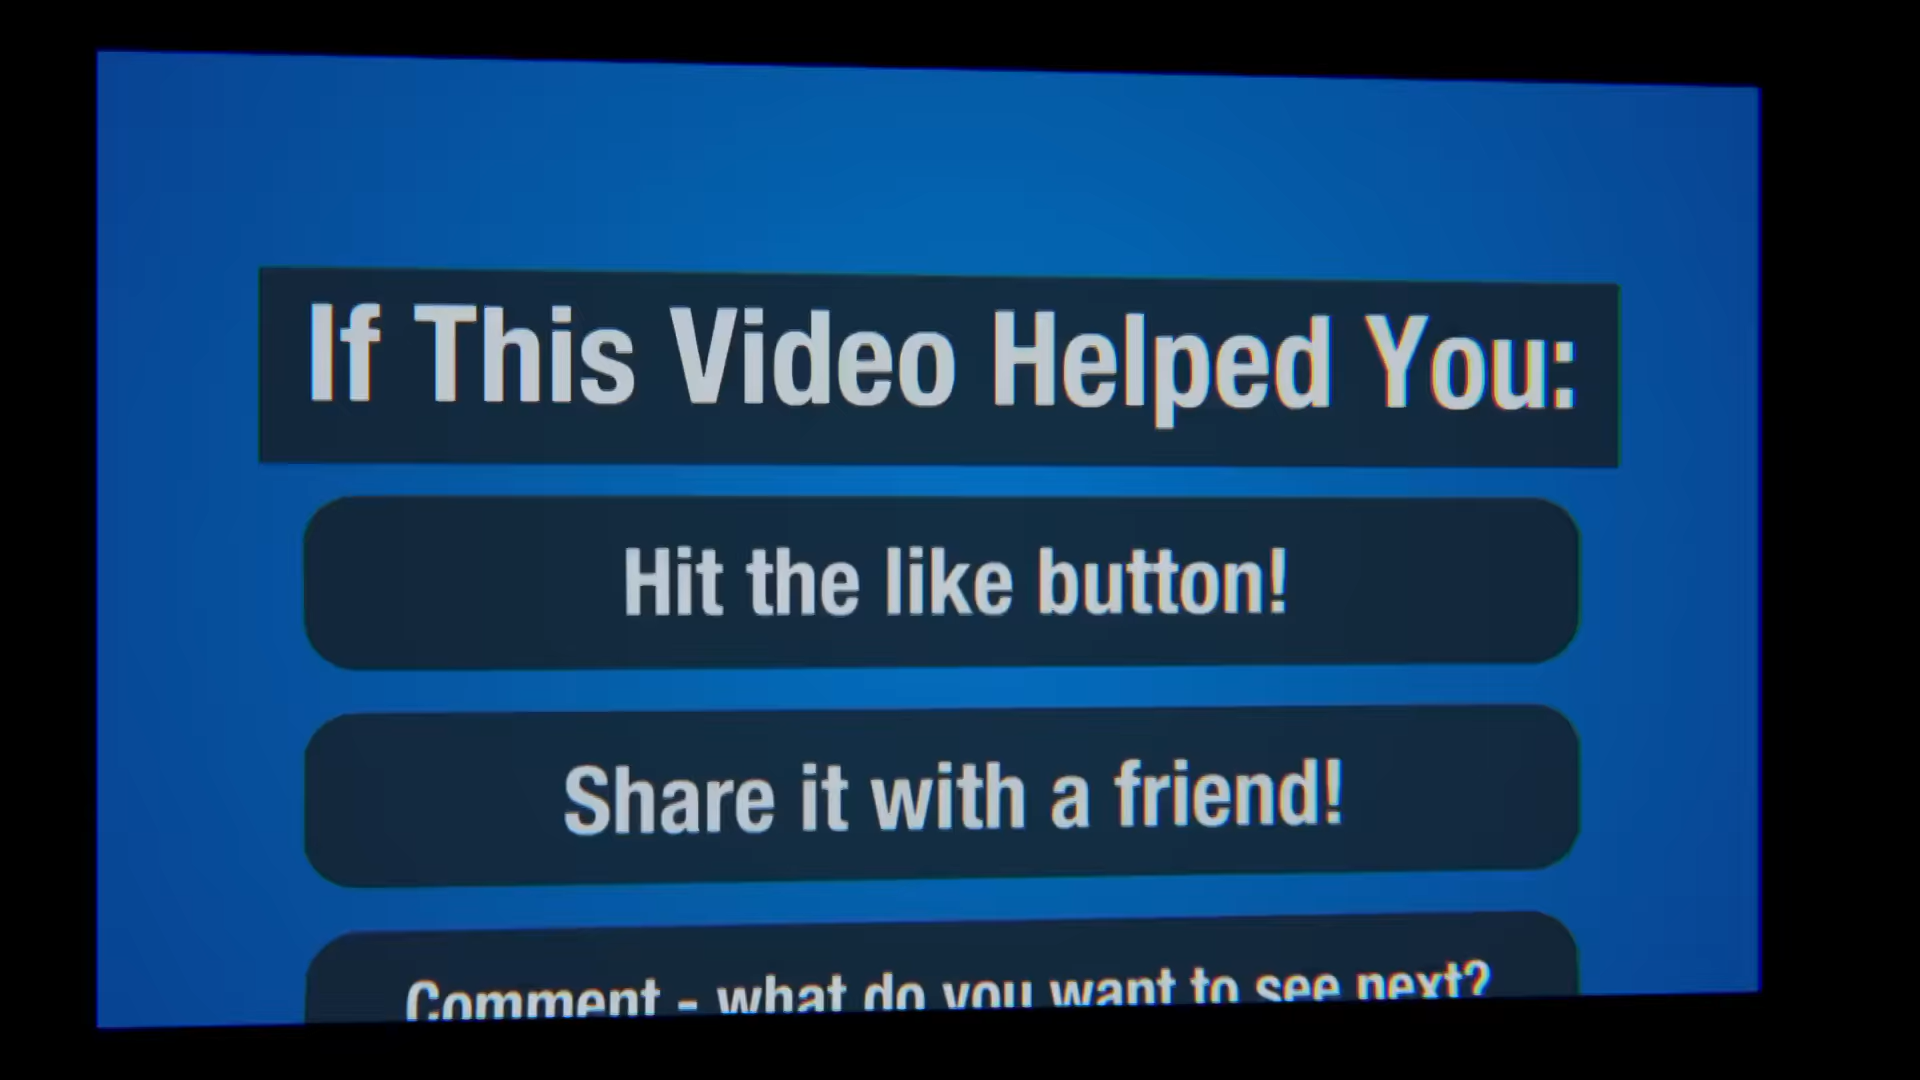 If This Video Helped You:
Hit the like button!
Share it with a friend!
Comment - what do you want to see next?